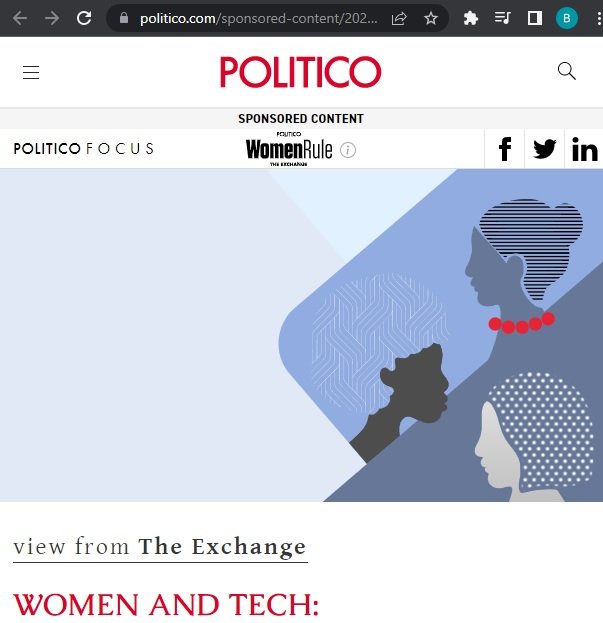 politico.com/sponsored-content/202...
B
POLITICO
SPONSORED CONTENT
POLITICO FOCUS
POLITICO
WomenRule
THE EXCHANGE
view from The Exchange
WOMEN AND TECH: